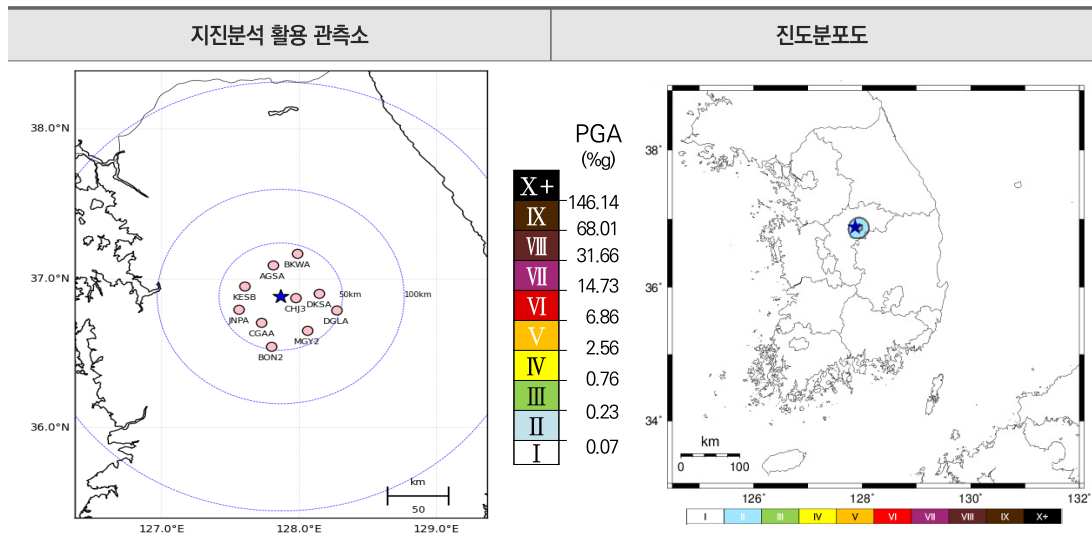 지진분석 활용 관측소
진도분포도
38.0°N
37.0°N
36.0°N
127.0°E
128.0°E
129.0°E
BKWA
AGSA
KESB
50km
100km
DKSA
CHJ3
JNPA
DGLA
CGAA
MGY2
BON2
km
50
PGA
(%g)
X+
146.14
IX
68.01
VIII
31.66
VII
14.73
VI
6.86
V
2.56
IV
0.76
III
0.23
II
0.07
I
38°
36°
34°
km
0 100
126° 128° 130° 132°
I II III IV V VI VII VIII IX X+